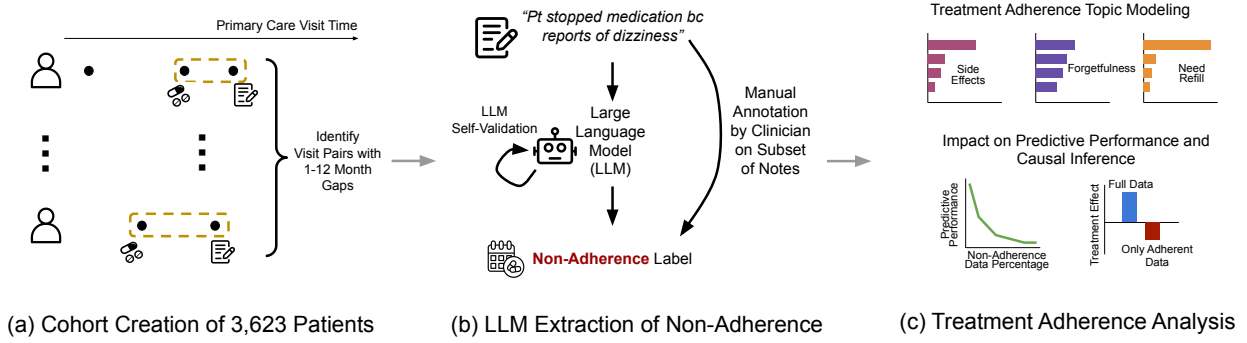 Primary Care Visit Time
Identify
Visit Pairs with
1-12 Month
Gaps
(a) Cohort Creation of 3,623 Patients
“Pt stopped medication bc
reports of dizziness”
LLM
Self-Validation
Large
Language
Model
(LLM)
Manual
Annotation
by Clinician
on Subset
of Notes
Non-Adherence Label
(b) LLM Extraction of Non-Adherence
Treatment Adherence Topic Modeling
Side
Effects
Forgetfulness
Need
Refill
Impact on Predictive Performance and
Causal Inference
Predictive
Performance
Non-Adherence
Data Percentage
Treatment Effect
Full Data
Only Adherent
Data
(c) Treatment Adherence Analysis